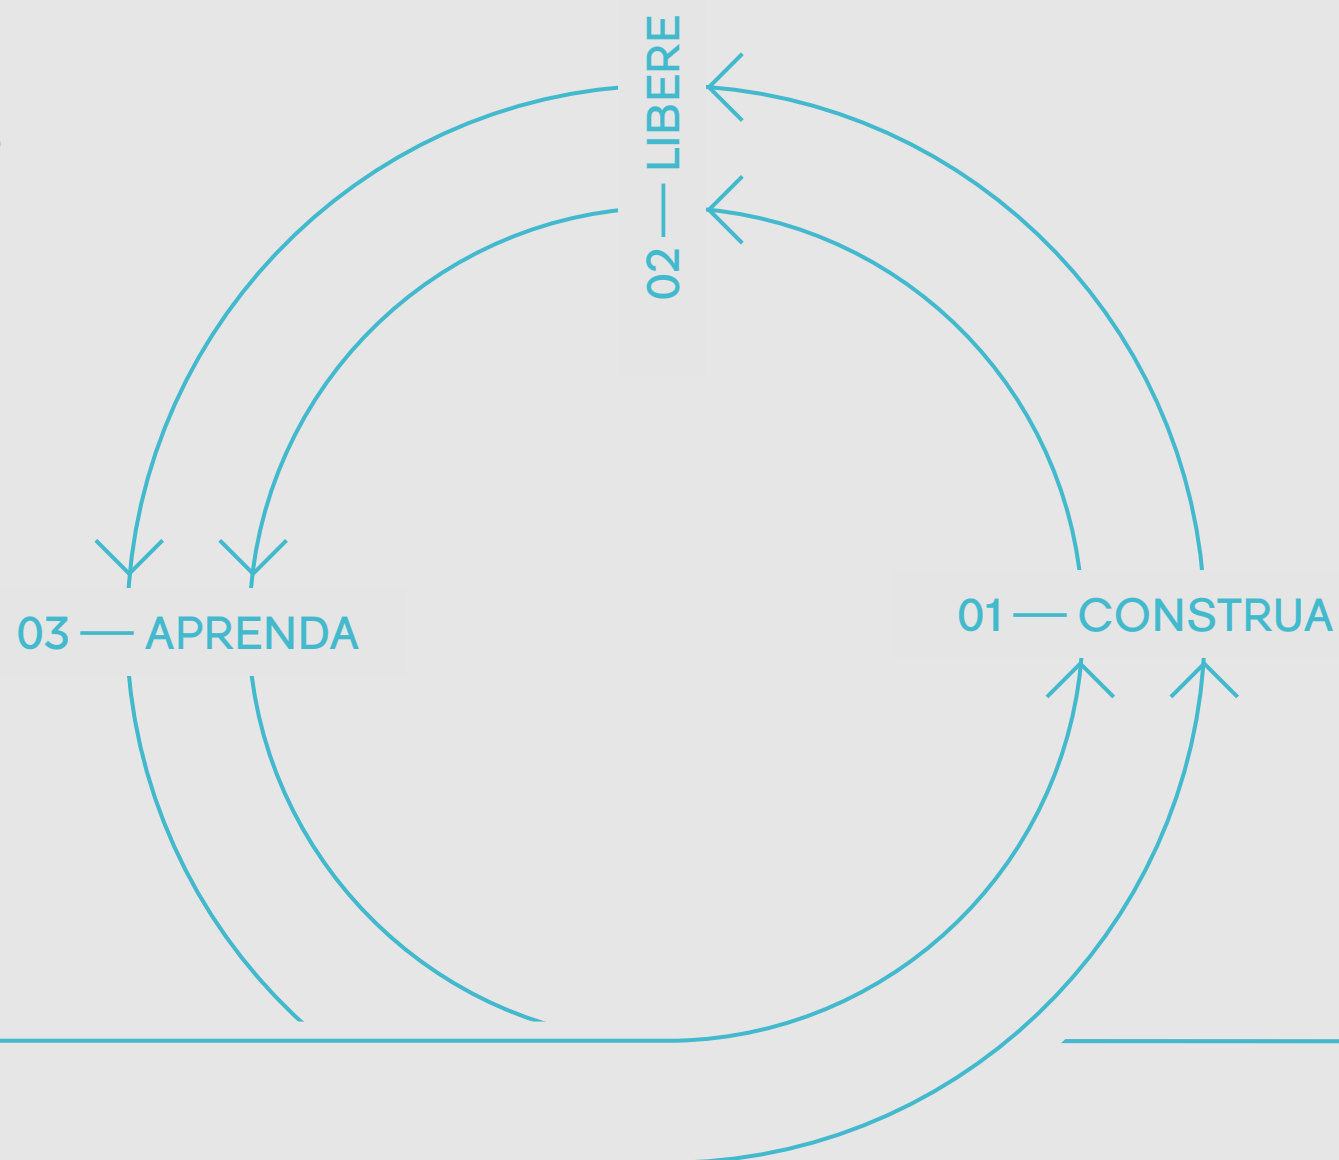 02 — LIBERE
03 — APRENDA
01 — CONSTRUA